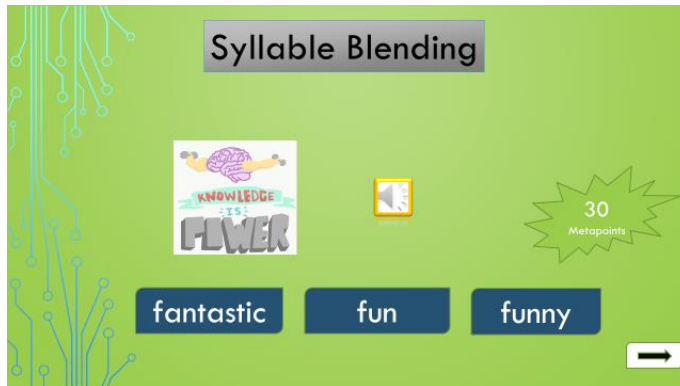 Syllable Blending
KNOWLEDGE
IS
POWER
30
Metapoints
fantastic
fun
funny